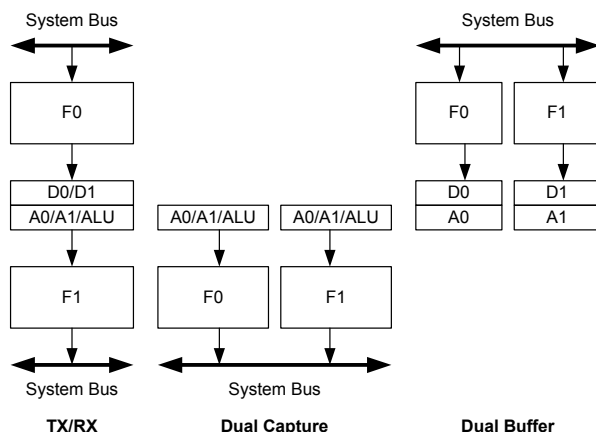 System Bus
F0
D0/D1
A0/A1/ALU
F1
System Bus
TX/RX
A0/A1/ALU
A0/A1/ALU
F0
F1
System Bus
Dual Capture
System Bus
F0
F1
D0
D1
A0
A1
Dual Buffer